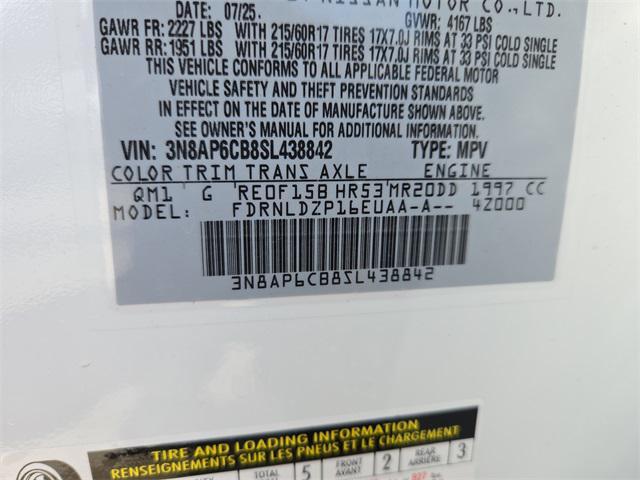 NISSAN MOTOR CO., LTD.
DATE: 07/25. GVWR: 4167 LBS
GAWR FR: 2227 LBS WITH 215/60R17 TIRES 17X7.0J RIMS AT 33 PSI COLD SINGLE
GAWR RR: 1951 LBS WITH 215/60R17 TIRES 17X7.0J RIMS AT 33 PSI COLD SINGLE
THIS VEHICLE CONFORMS TO ALL APPLICABLE FEDERAL MOTOR
VEHICLE SAFETY AND THEFT PREVENTION STANDARDS
IN EFFECT ON THE DATE OF MANUFACTURE SHOWN ABOVE.
SEE OWNER'S MANUAL FOR ADDITIONAL INFORMATION
VIN: 3N8AP6CB8SL438842 TYPE: MPV
COLOR TRIM TRANS AXLE ENGINE
QM1 G RE0F15B HR53 MR20DD 1997 CC
MODEL: FDRNLDZP16EUAA-A-- 4Z000
3N8AP6CB8SL438842
TIRE AND LOADING INFORMATION
RENSEIGNEMENTS SUR LES PNEUS ET LE CHARGEMENT
TOTAL 5 FRONT AVANT 2 REAR ARRIÈRE 3